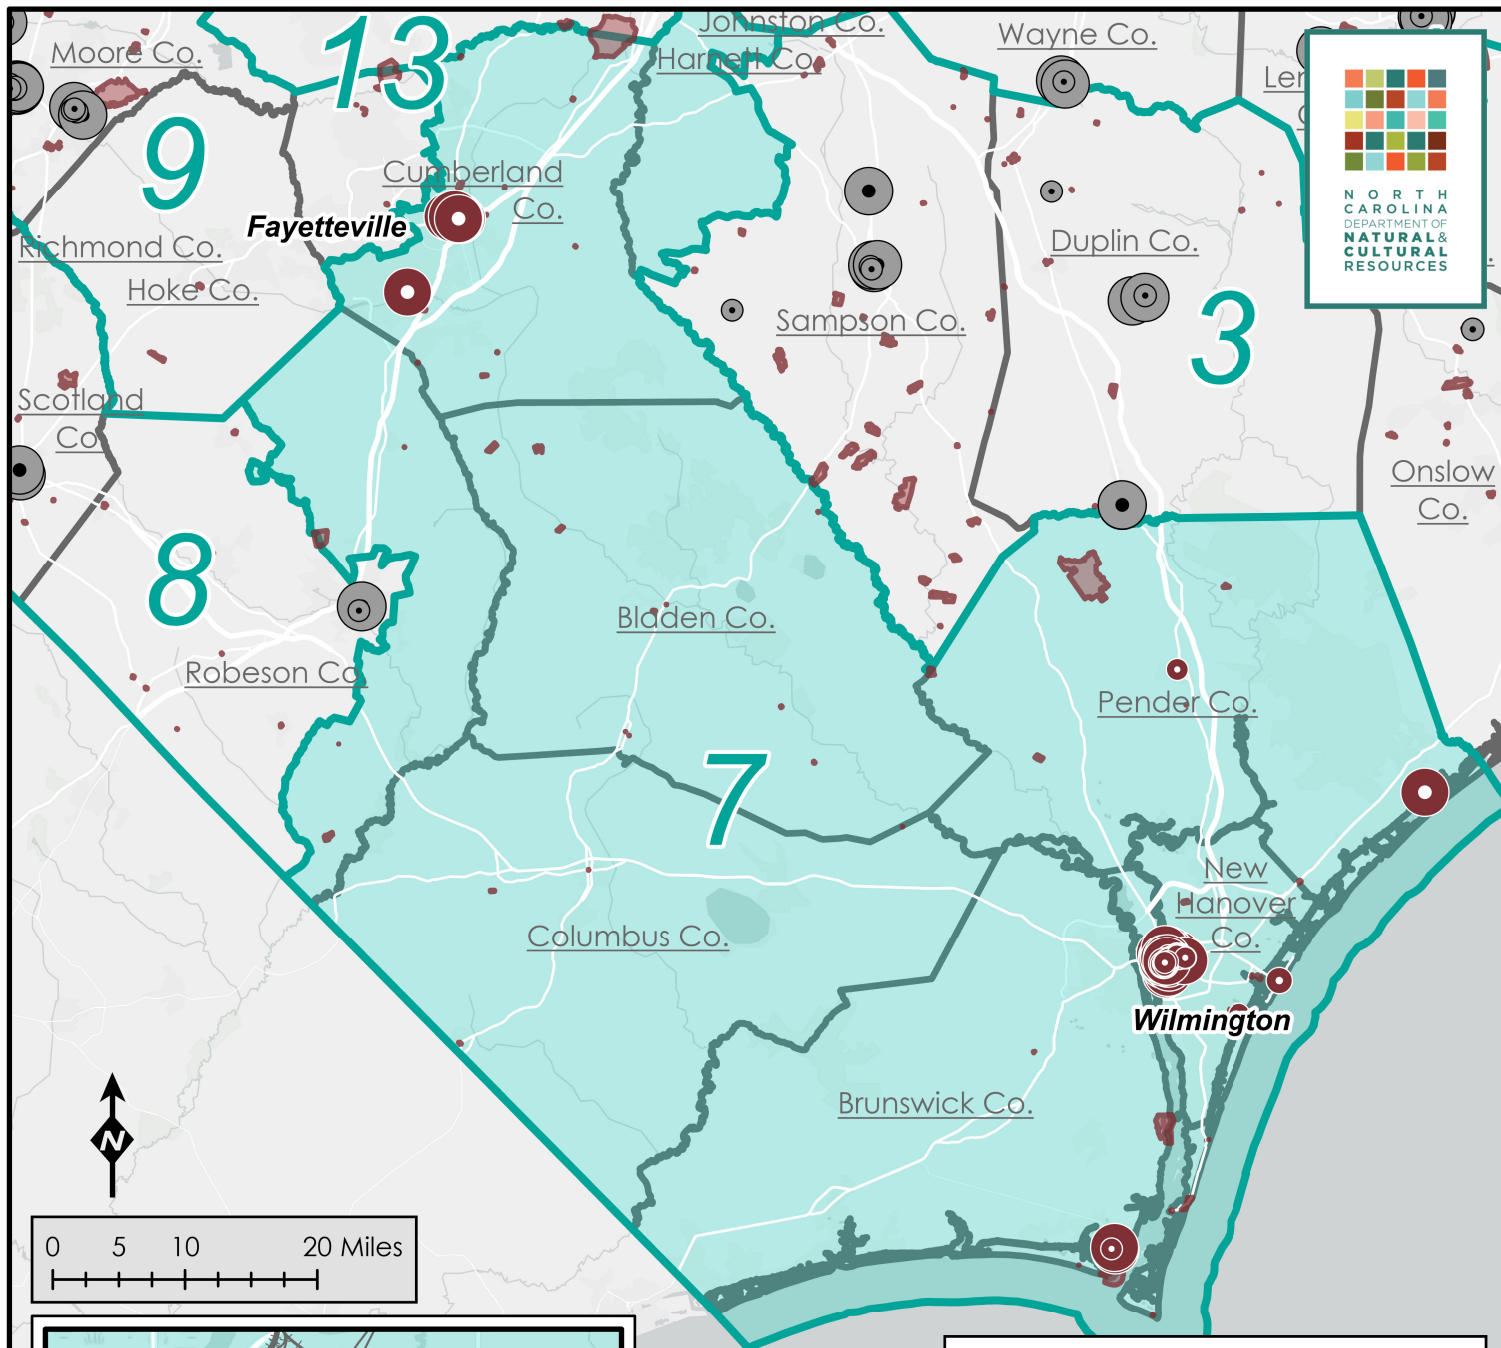 Johnston Co.
Harnett Co.
Moore Co.
13
Wayne Co.
9
Cumberland
Co.
Fayetteville
Richmond Co.
Hoke Co.
Duplin Co.
Sampson Co.
3
NORTH
CAROLINA
DEPARTMENT OF
NATURAL &
CULTURAL
RESOURCES
Scotland
Co.
Onslow
Co.
8
Bladen Co.
Robeson Co.
Pender Co.
7
New
Hanover
Co.
Columbus Co.
Wilmington
Brunswick Co.
N
0 5 10 20 Miles